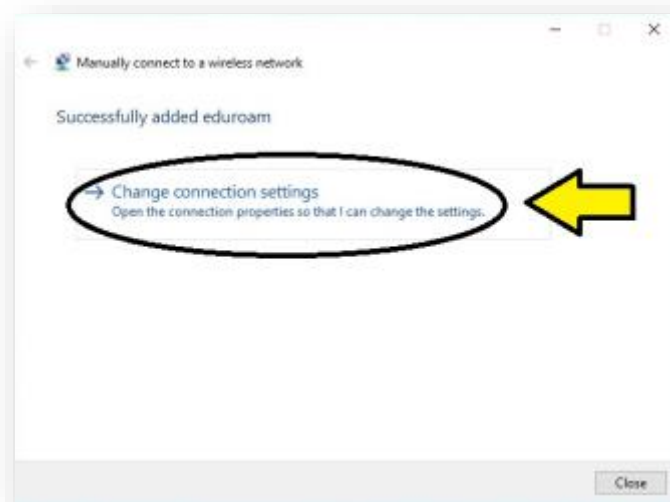 Manually connect to a wireless network
Successfully added eduroam
Change connection settings
Open the connection properties so that I can change the settings.
Close